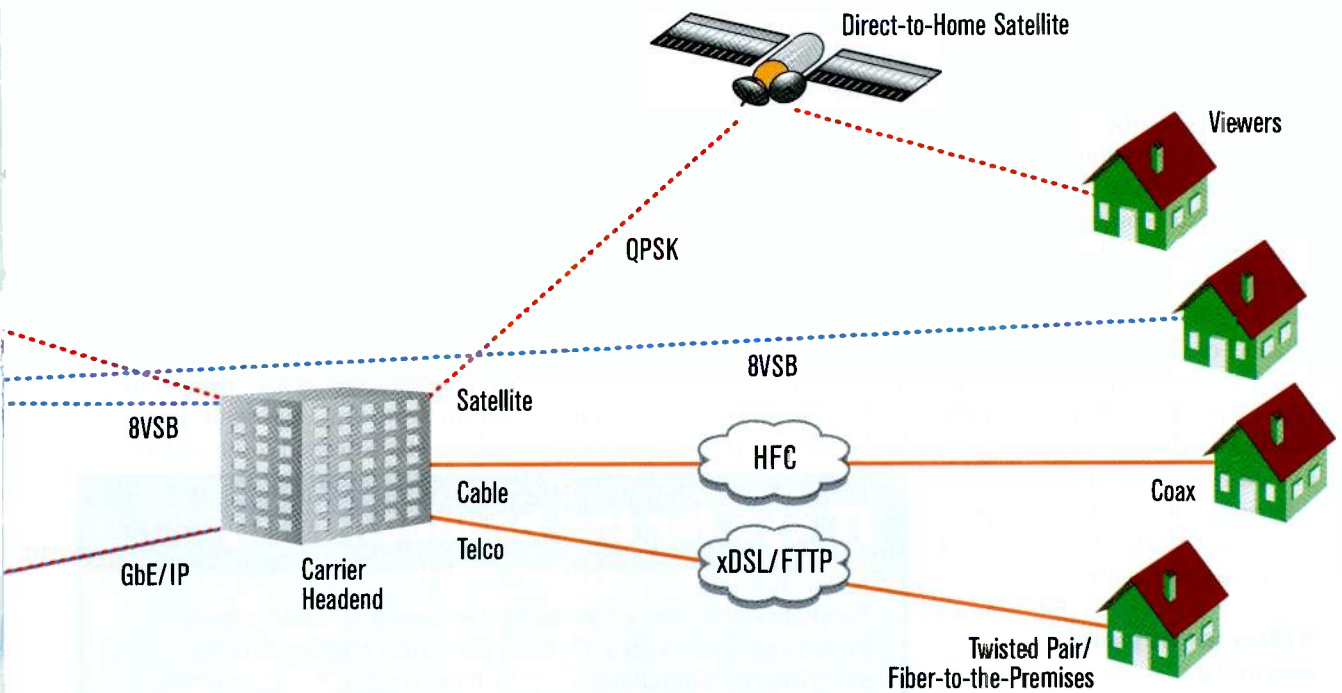 Direct-to-Home Satellite
Viewers
QPSK
8VSB
Satellite
8VSB
HFC
Cable
Coax
Telco
xDSL/FTTP
GbE/IP
Carrier
Headend
Twisted Pair/
Fiber-to-the-Premises